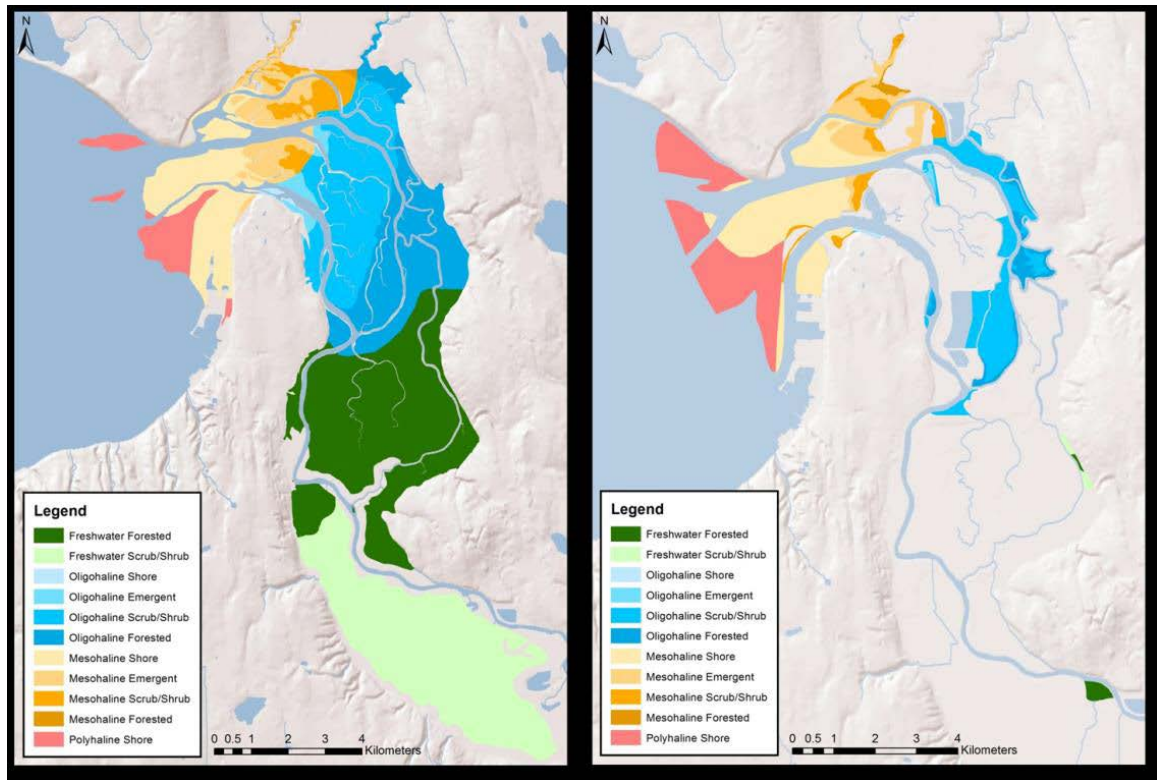 N
Legend
Freshwater Forested
Freshwater Scrub/Shrub
Oligohaline Shore
Oligohaline Emergent
Oligohaline Scrub/Shrub
Oligohaline Forested
Mesohaline Shore
Mesohaline Emergent
Mesohaline Scrub/Shrub
Mesohaline Forested
Polyhaline Shore
0 0.5 1 2 3 4
Kilometers
N
Legend
Freshwater Forested
Freshwater Scrub/Shrub
Oligohaline Shore
Oligohaline Emergent
Oligohaline Scrub/Shrub
Oligohaline Forested
Mesohaline Shore
Mesohaline Emergent
Mesohaline Scrub/Shrub
Mesohaline Forested
Polyhaline Shore
0 0.5 1 2 3 4
Kilometers